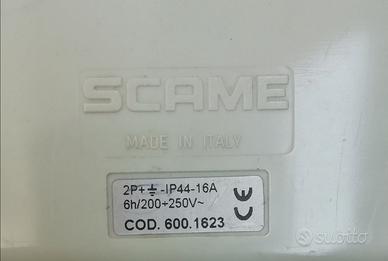 SCAME
MADE IN ITALY
2P+⏚-IP44-16A
6h/200÷250V~
COD. 600.1623
CE
subito